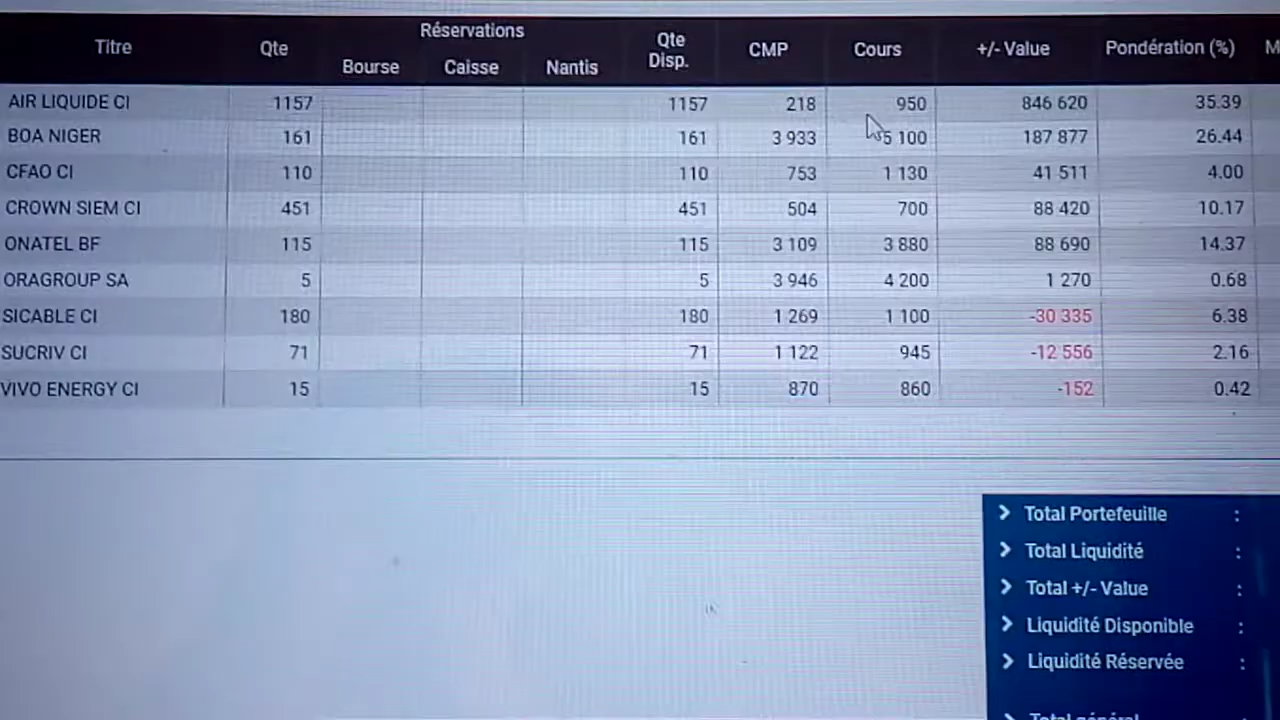 Titre Qte Réservations Bourse Caisse Nantis Qte Disp. CMP Cours +/- Value Pondération (%) M
AIR LIQUIDE CI 1157 1157 218 950 846 620 35.39
BOA NIGER 161 161 3 933 5 100 187 877 26.44
CFAO CI 110 110 753 1 130 41 511 4.00
CROWN SIEM CI 451 451 504 700 88 420 10.17
ONATEL BF 115 115 3 109 3 880 88 690 14.37
ORAGROUP SA 5 5 3 946 4 200 1 270 0.68
SICABLE CI 180 180 1 269 1 100 -30 335 6.38
SUCRIV CI 71 71 1 122 945 -12 556 2.16
VIVO ENERGY CI 15 15 870 860 -152 0.42
Total Portefeuille :
Total Liquidité :
Total +/- Value :
Liquidité Disponible :
Liquidité Réservée :
Total général